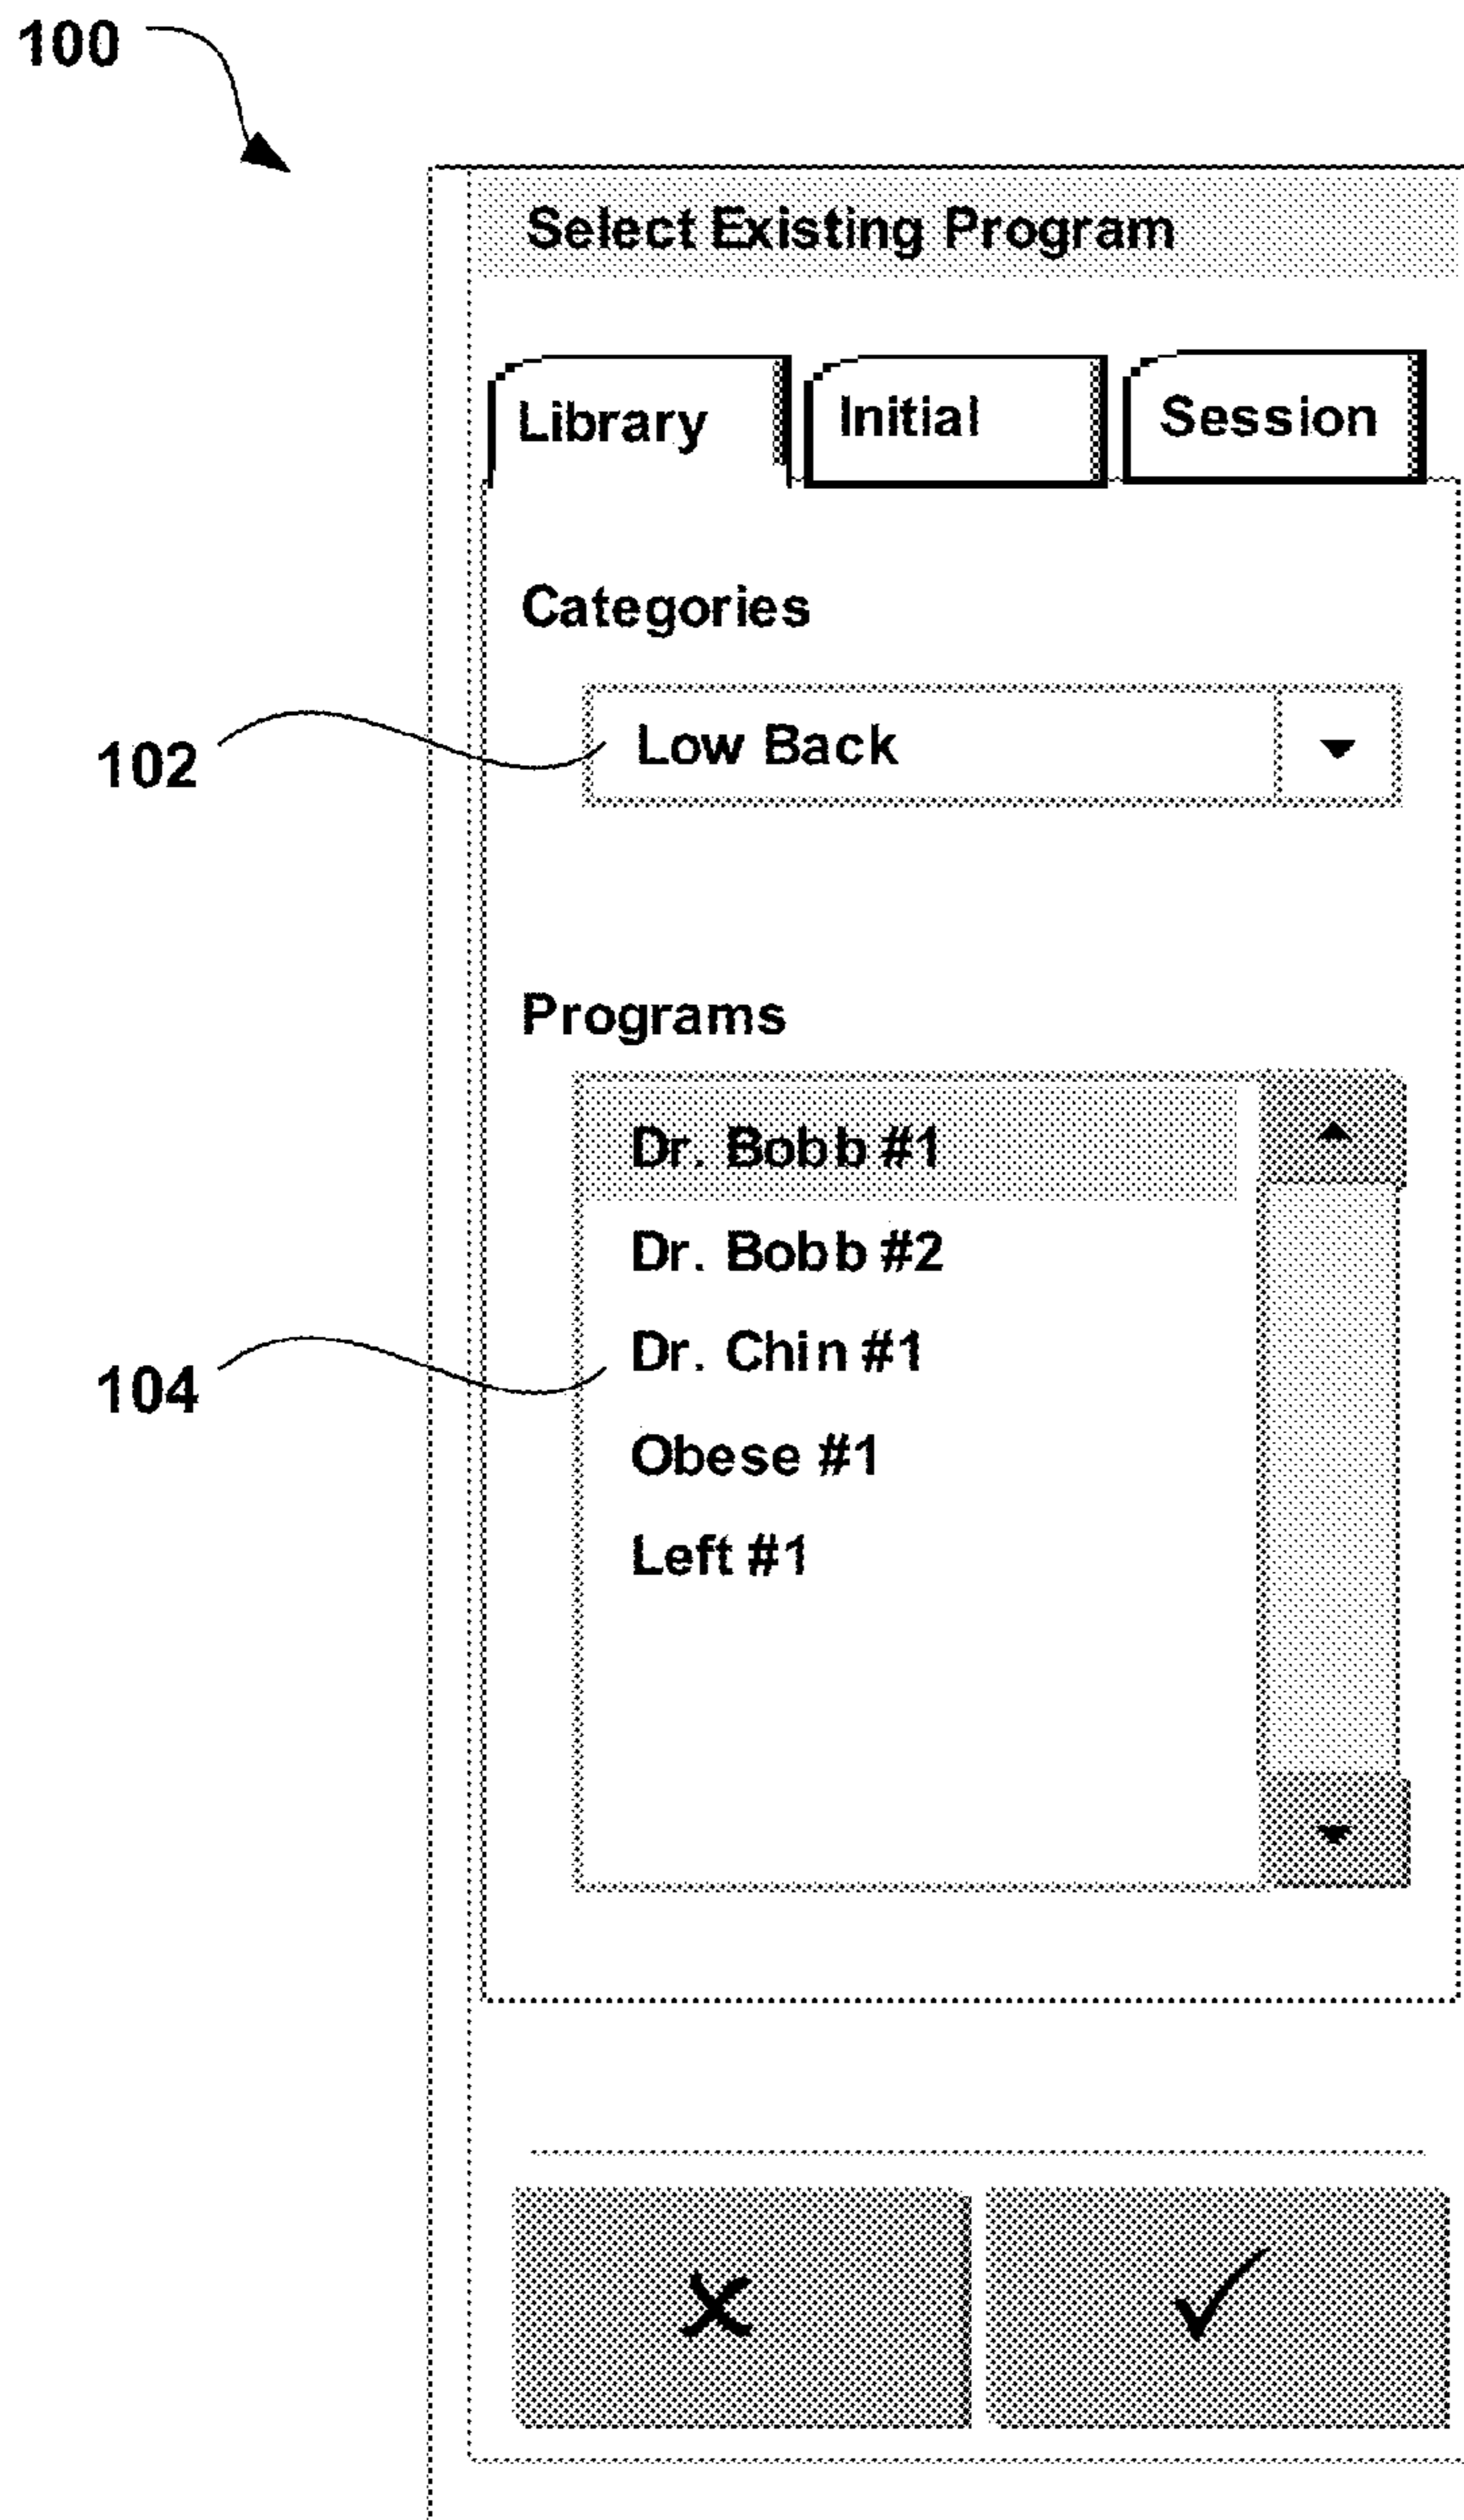 100
Select Existing Program
Library Initial Session
Categories
102 Low Back
Programs
Dr. Bobb #1
Dr. Bobb #2
104 Dr. Chin #1
Obese #1
Left #1